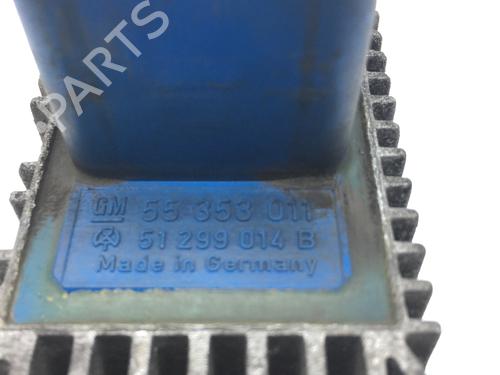 B PARTS
GM 55 353 011
51 299 014 B
Made in Germany